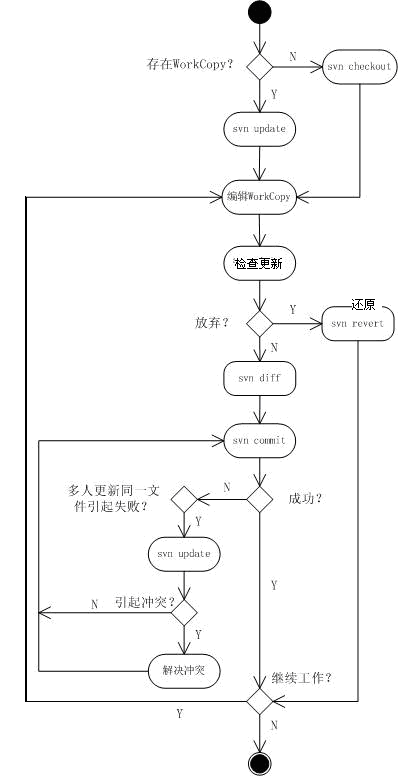 存在WorkCopy?
N
svn checkout
Y
svn update
编辑WorkCopy
检查更新
放弃?
Y
还原
svn revert
N
svn diff
svn commit
多人更新同一文
件引起失败?
N
成功?
Y
svn update
Y
引起冲突?
N
Y
解决冲突
继续工作?
Y
N